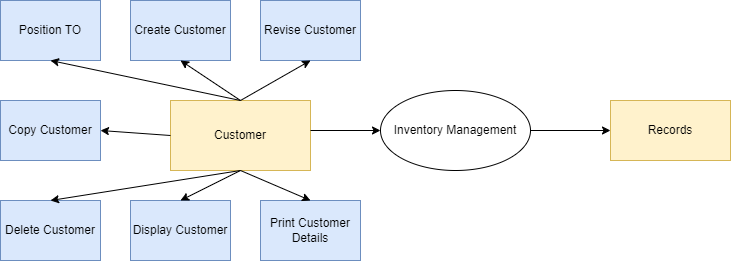 Position TO
Create Customer
Revise Customer
Copy Customer
Customer
Inventory Management
Records
Delete Customer
Display Customer
Print Customer
Details